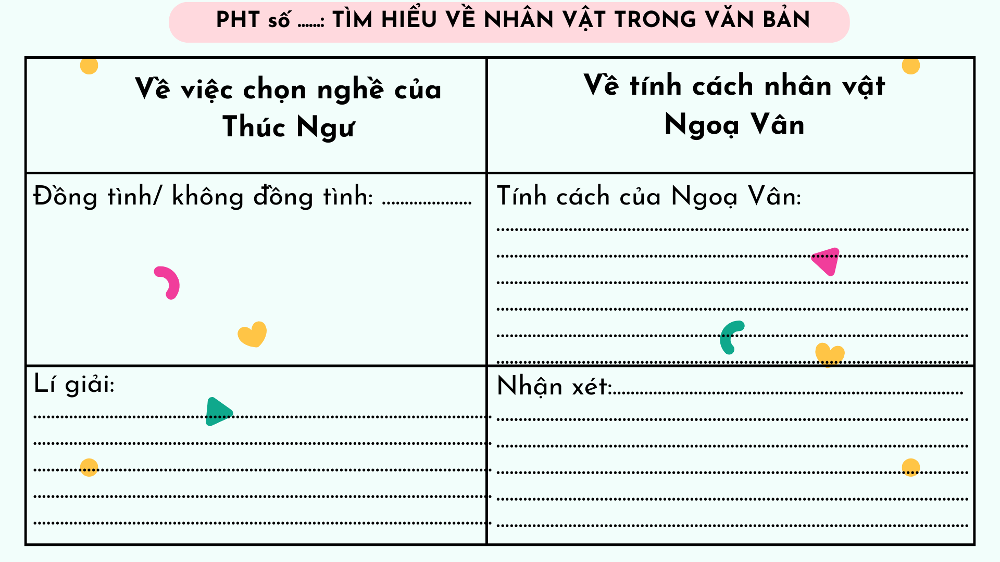 PHT số ......: TÌM HIỂU VỀ NHÂN VẬT TRONG VĂN BẢN
Về việc chọn nghề của
Thúc Ngư
Về tính cách nhân vật
Ngoạ Vân
Đồng tình/ không đồng tình: ....................
Tính cách của Ngoạ Vân:
Lí giải:
Nhận xét:..............................................................................